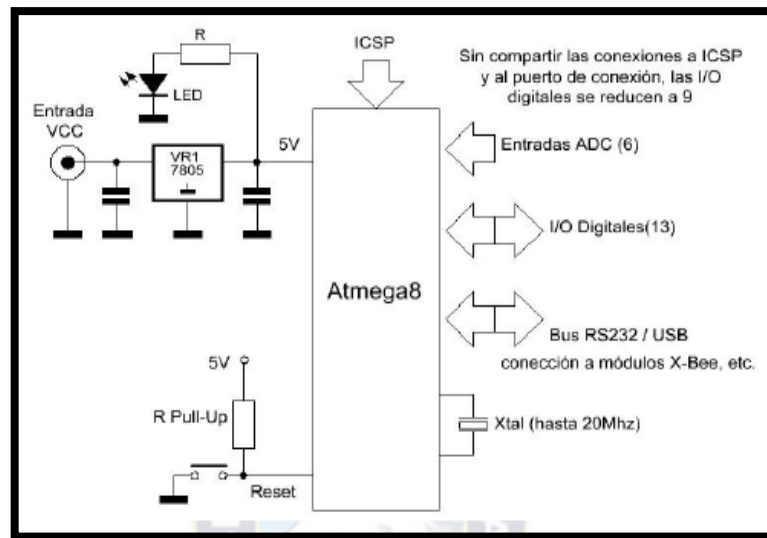 R
LED
Entrada
VCC
VR1
7805
5V
ICSP
Sin compartir las conexiones a ICSP
y al puerto de conexión, las I/O
digitales se reducen a 9
Entradas ADC (6)
I/O Digitales(13)
Atmega8
Bus RS232 / USB
conección a módulos X-Bee, etc.
5V
R Pull-Up
Reset
Xtal (hasta 20Mhz)